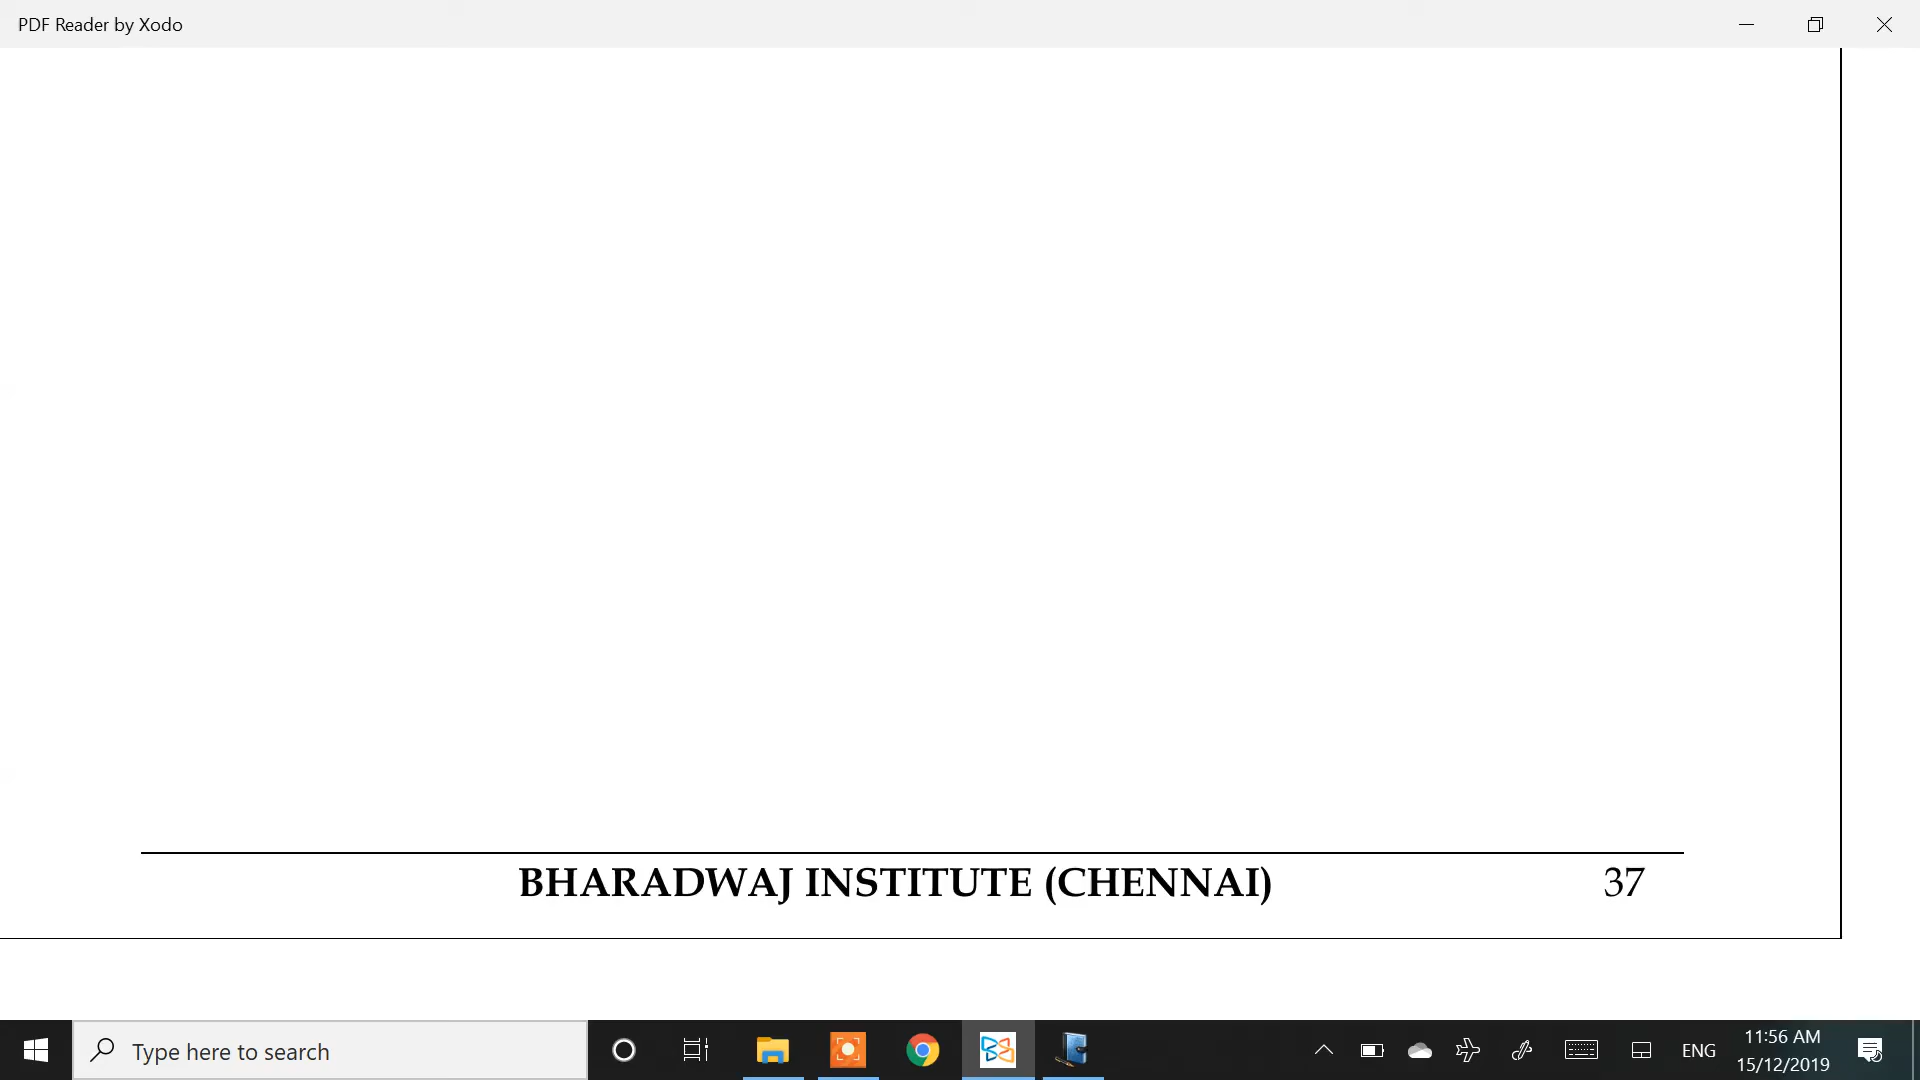 PDF Reader by Xodo
BHARADWAJ INSTITUTE (CHENNAI) 37
Type here to search
ENG
11:56 AM
15/12/2019